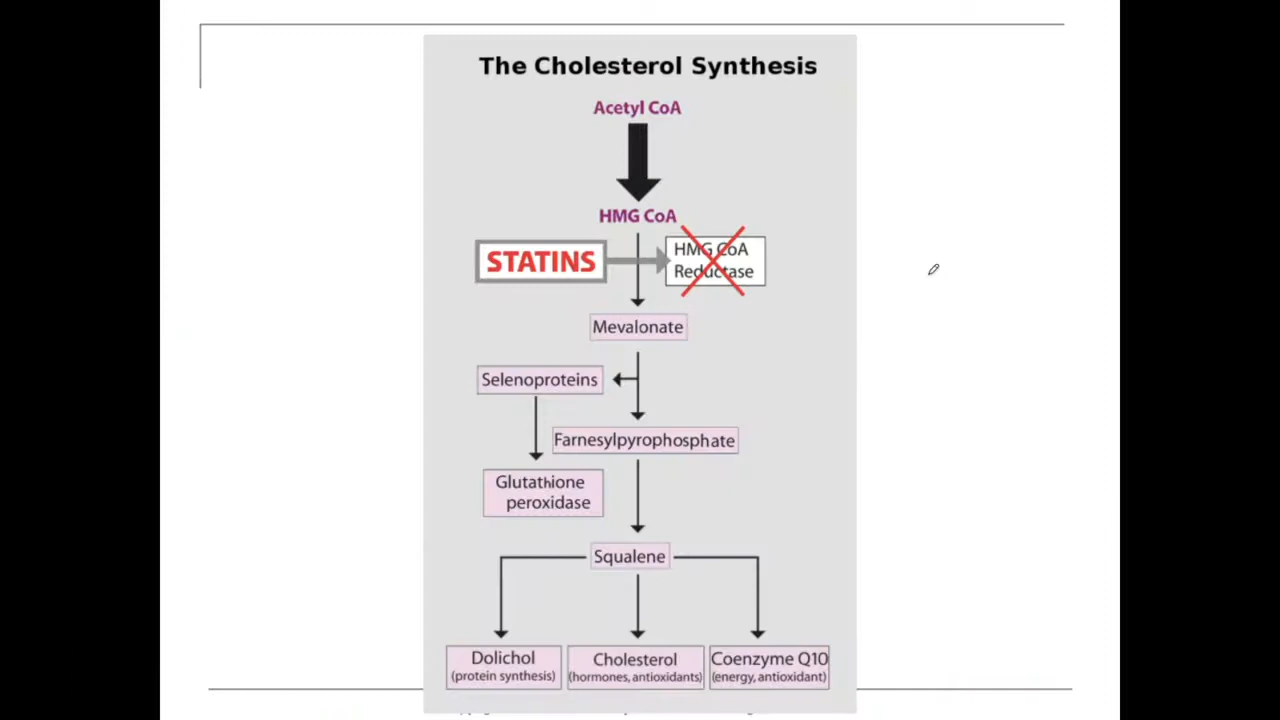 The Cholesterol Synthesis
Acetyl CoA
HMG CoA
STATINS
HMG CoA
Reductase
Mevalonate
Selenoproteins
Farnesylpyrophosphate
Glutathione
peroxidase
Squalene
Dolichol
(protein synthesis)
Cholesterol
(hormones, antioxidants)
Coenzyme Q10
(energy, antioxidant)